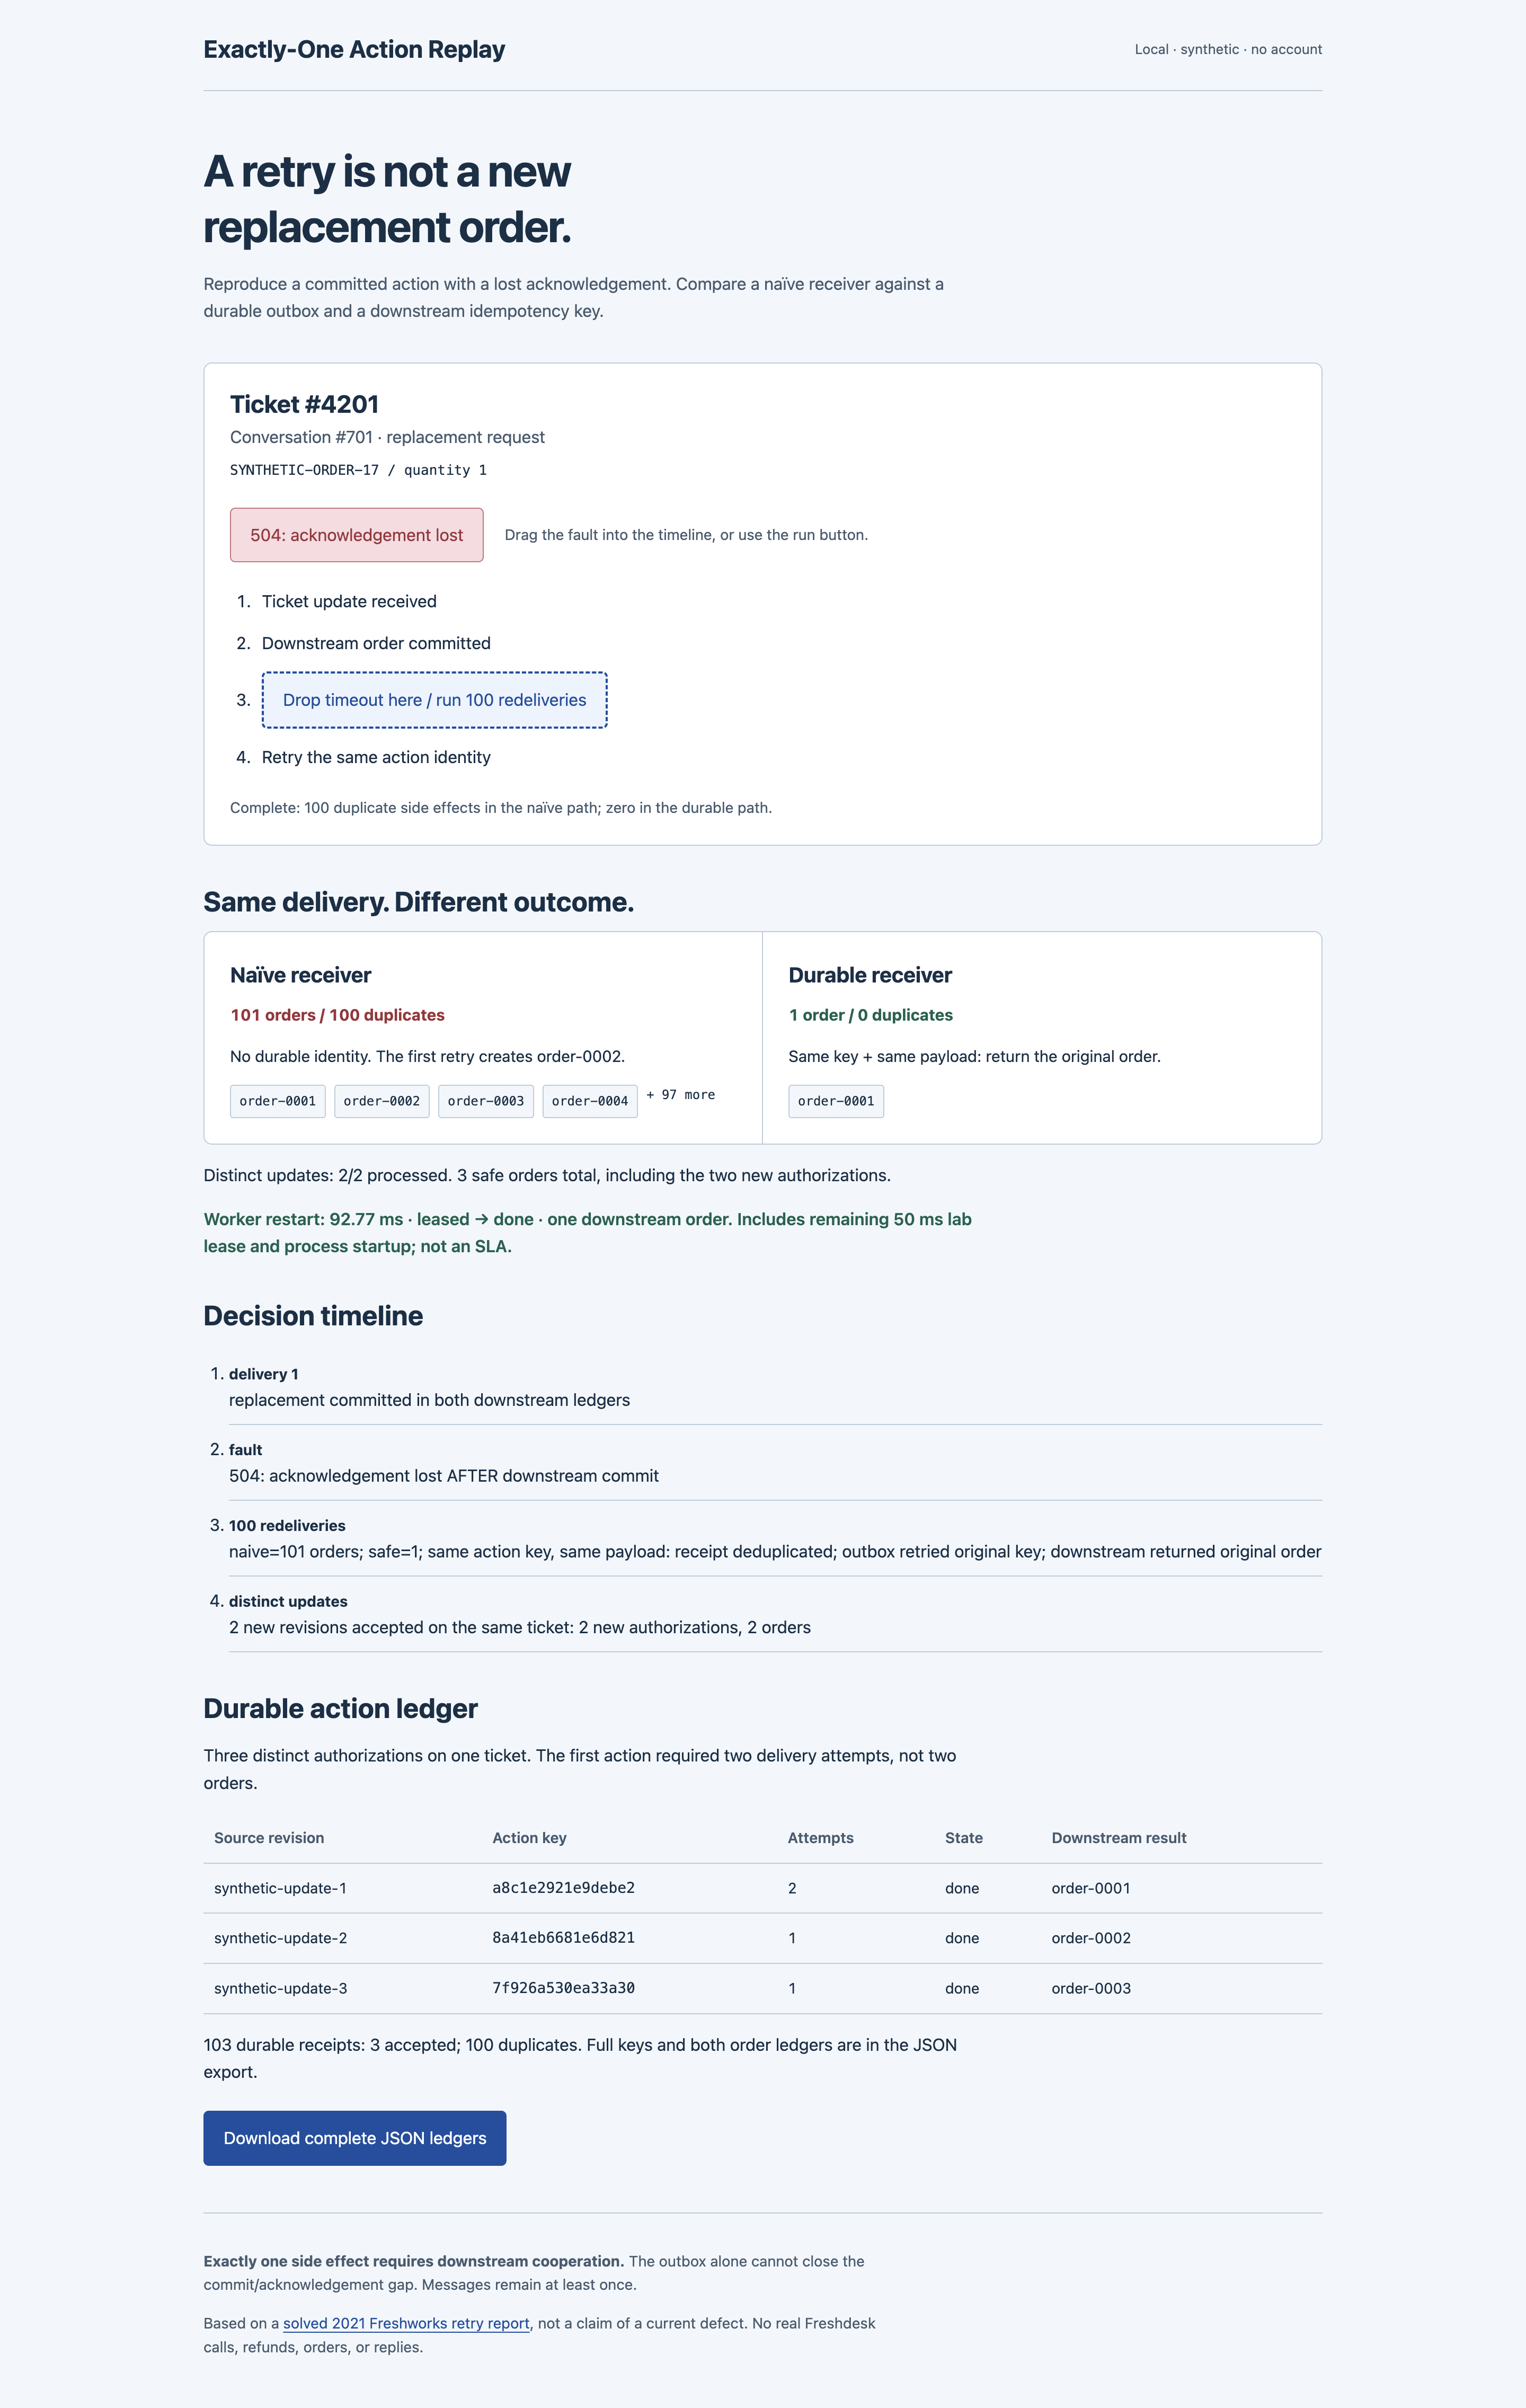 Exactly-One Action Replay
Local · synthetic · no account
A retry is not a new
replacement order.
Reproduce a committed action with a lost acknowledgement. Compare a naïve receiver against a
durable outbox and a downstream idempotency key.
Ticket #4201
Conversation #701 · replacement request
SYNTHETIC-ORDER-17 / quantity 1
504: acknowledgement lost
Drag the fault into the timeline, or use the run button.
1. Ticket update received
2. Downstream order committed
3. Drop timeout here / run 100 redeliveries
4. Retry the same action identity
Complete: 100 duplicate side effects in the naïve path; zero in the durable path.
Same delivery. Different outcome.
Naïve receiver
101 orders / 100 duplicates
No durable identity. The first retry creates order-0002.
order-0001 order-0002 order-0003 order-0004 + 97 more
Durable receiver
1 order / 0 duplicates
Same key + same payload: return the original order.
order-0001
Distinct updates: 2/2 processed. 3 safe orders total, including the two new authorizations.
Worker restart: 92.77 ms · leased → done · one downstream order. Includes remaining 50 ms lab
lease and process startup; not an SLA.
Decision timeline
1. delivery 1
replacement committed in both downstream ledgers
2. fault
504: acknowledgement lost AFTER downstream commit
3. 100 redeliveries
naive=101 orders; safe=1; same action key, same payload: receipt deduplicated; outbox retried original key; downstream returned original order
4. distinct updates
2 new revisions accepted on the same ticket: 2 new authorizations, 2 orders
Durable action ledger
Three distinct authorizations on one ticket. The first action required two delivery attempts, not two
orders.
Source revision Action key Attempts State Downstream result
synthetic-update-1 a8c1e2921e9debe2 2 done order-0001
synthetic-update-2 8a41eb6681e6d821 1 done order-0002
synthetic-update-3 7f926a530ea33a30 1 done order-0003
103 durable receipts: 3 accepted; 100 duplicates. Full keys and both order ledgers are in the JSON
export.
Download complete JSON ledgers
Exactly one side effect requires downstream cooperation. The outbox alone cannot close the
commit/acknowledgement gap. Messages remain at least once.
Based on a solved 2021 Freshworks retry report, not a claim of a current defect. No real Freshdesk
calls, refunds, orders, or replies.